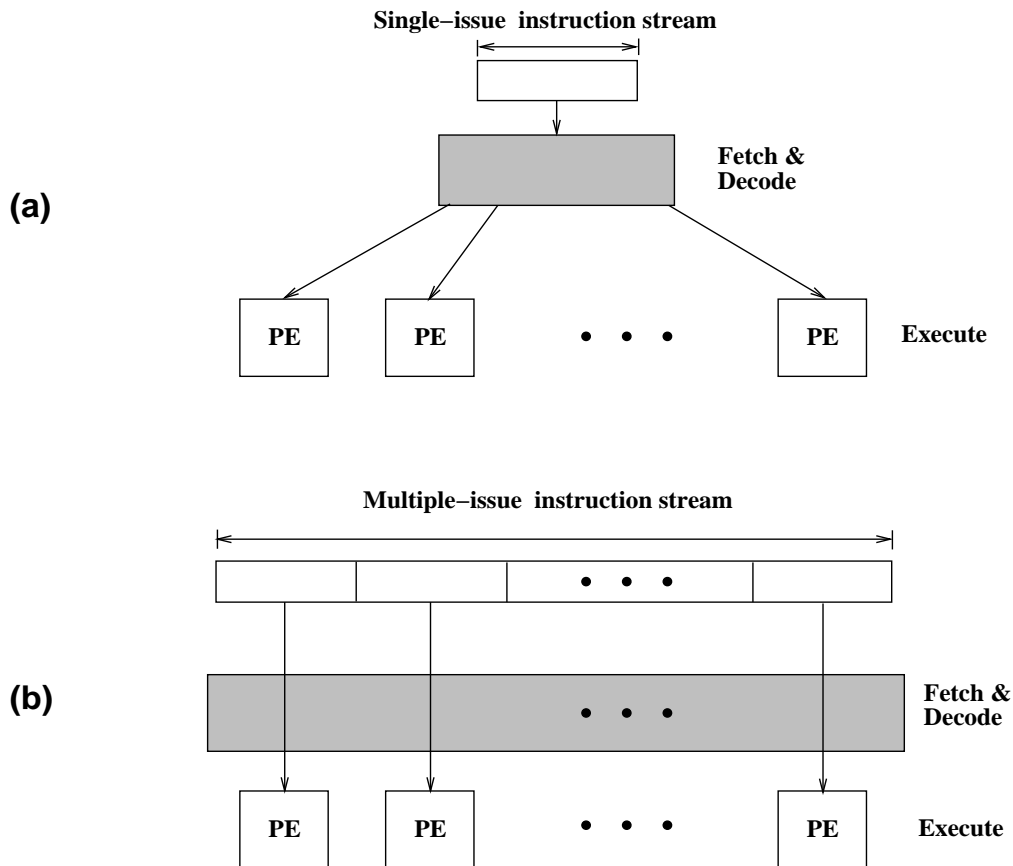 Single−issue instruction stream
Fetch &
Decode
(a)
PE
PE
PE
Execute
Multiple−issue instruction stream
(b)
Fetch &
Decode
PE
PE
PE
Execute